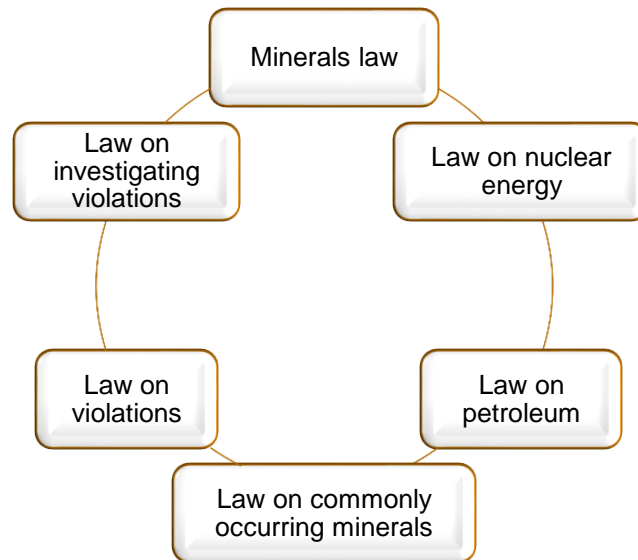 Minerals law
Law on nuclear
energy
Law on
petroleum
Law on commonly
occurring minerals
Law on
violations
Law on
investigating
violations